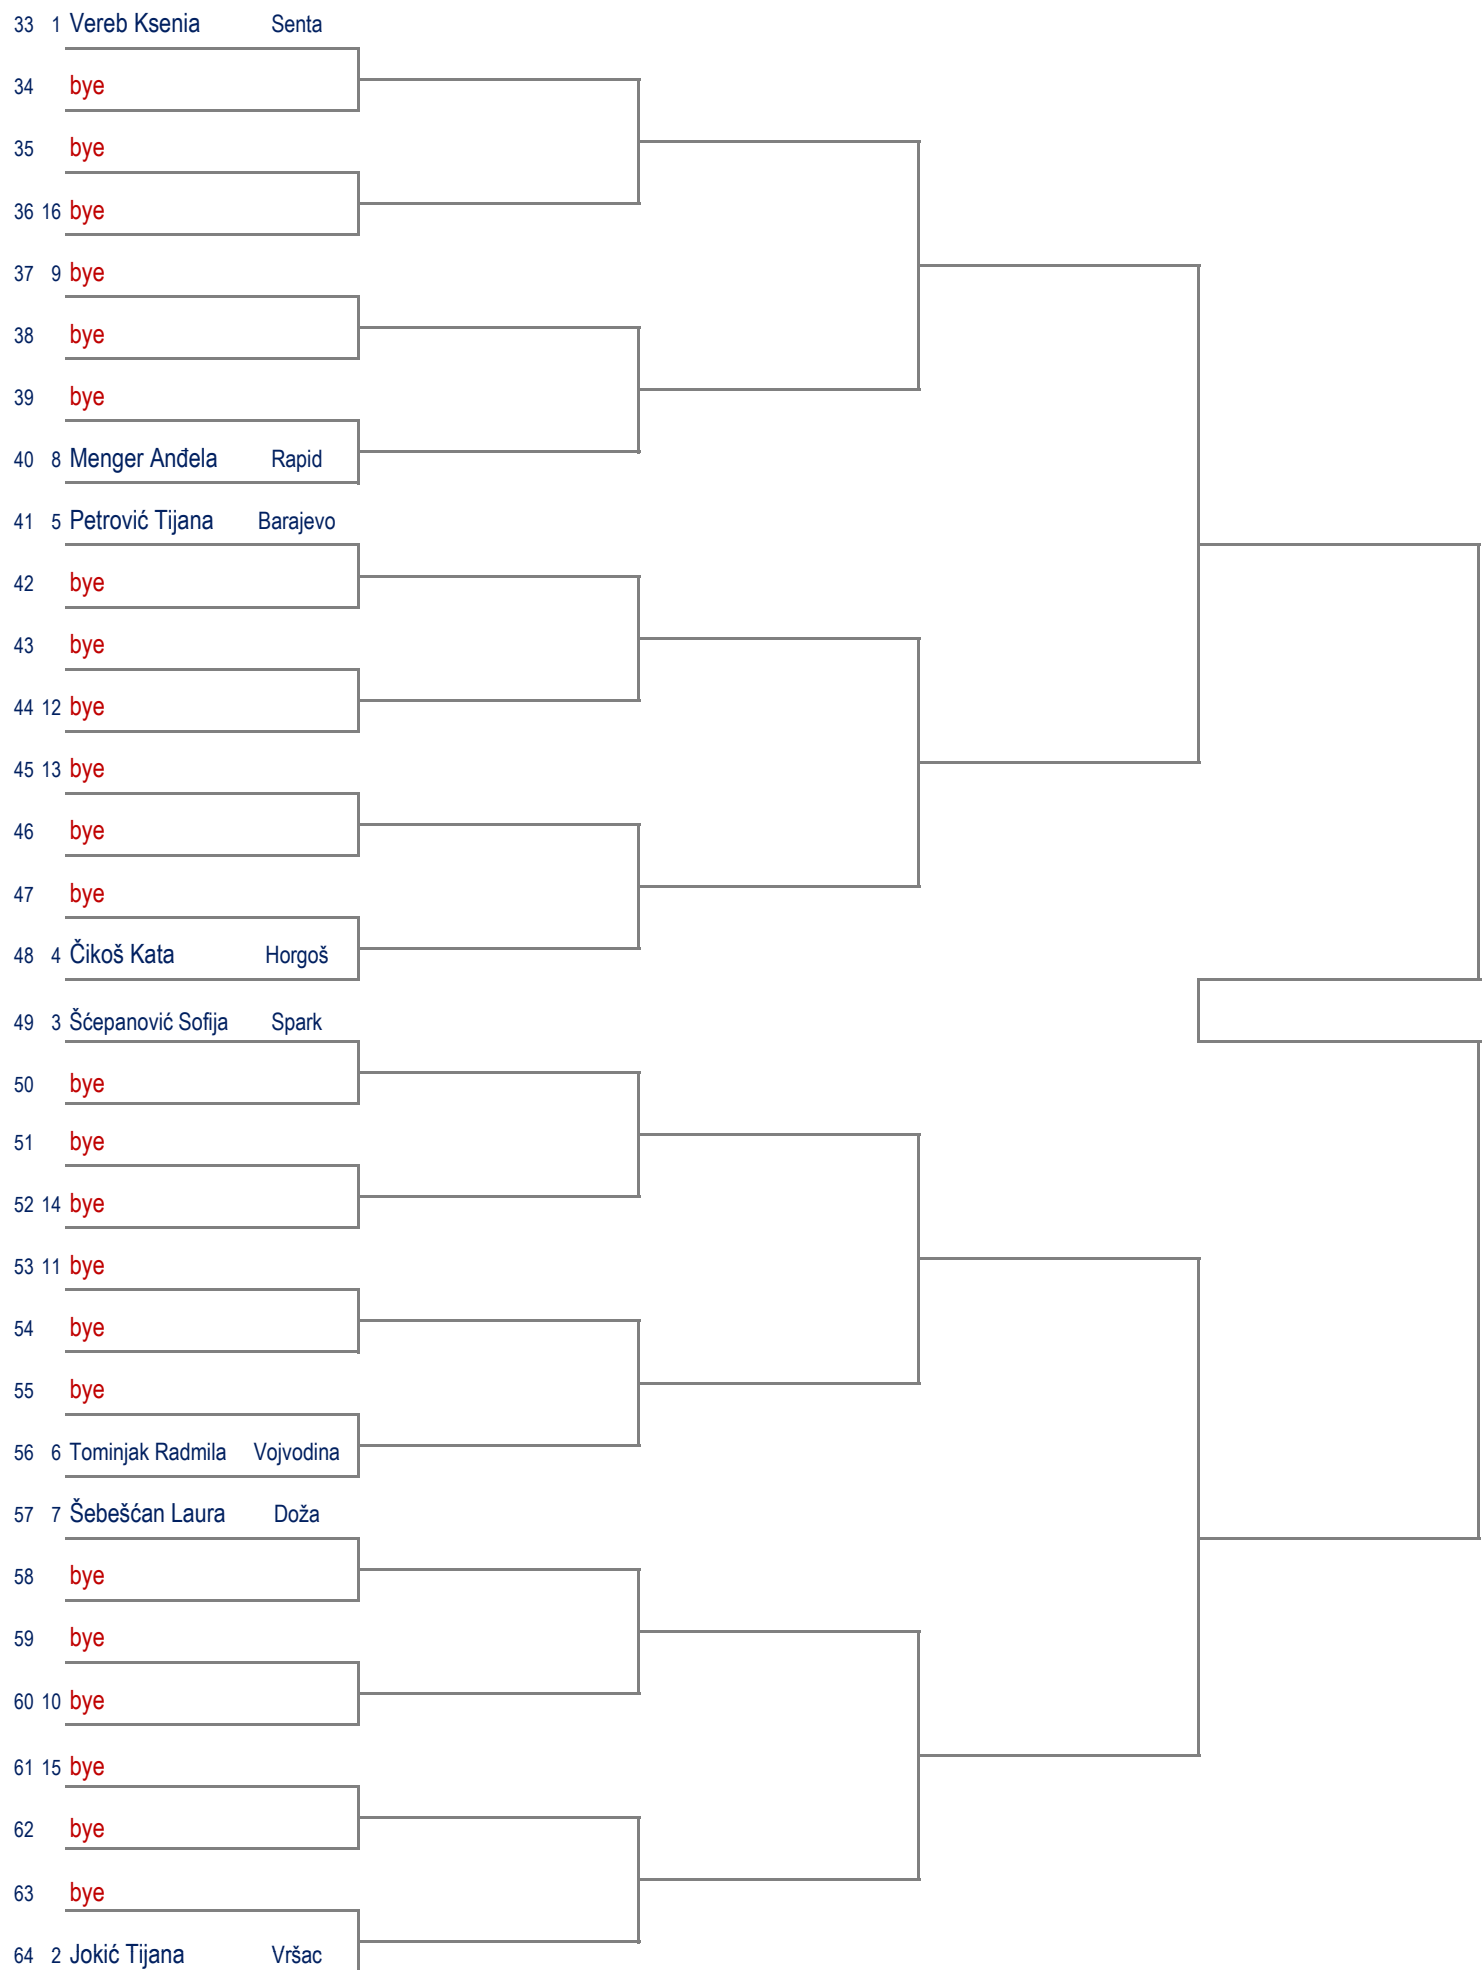 33 1 Vereb Ksenia Senta
34 bye
35 bye
36 16 bye
37 9 bye
38 bye
39 bye
40 8 Menger Anđela Rapid
41 5 Petrović Tijana Barajevo
42 bye
43 bye
44 12 bye
45 13 bye
46 bye
47 bye
48 4 Čikoš Kata Horgoš
49 3 Šćepanović Sofija Spark
50 bye
51 bye
52 14 bye
53 11 bye
54 bye
55 bye
56 6 Tominjak Radmila Vojvodina
57 7 Šebešćan Laura Doža
58 bye
59 bye
60 10 bye
61 15 bye
62 bye
63 bye
64 2 Jokić Tijana Vršac